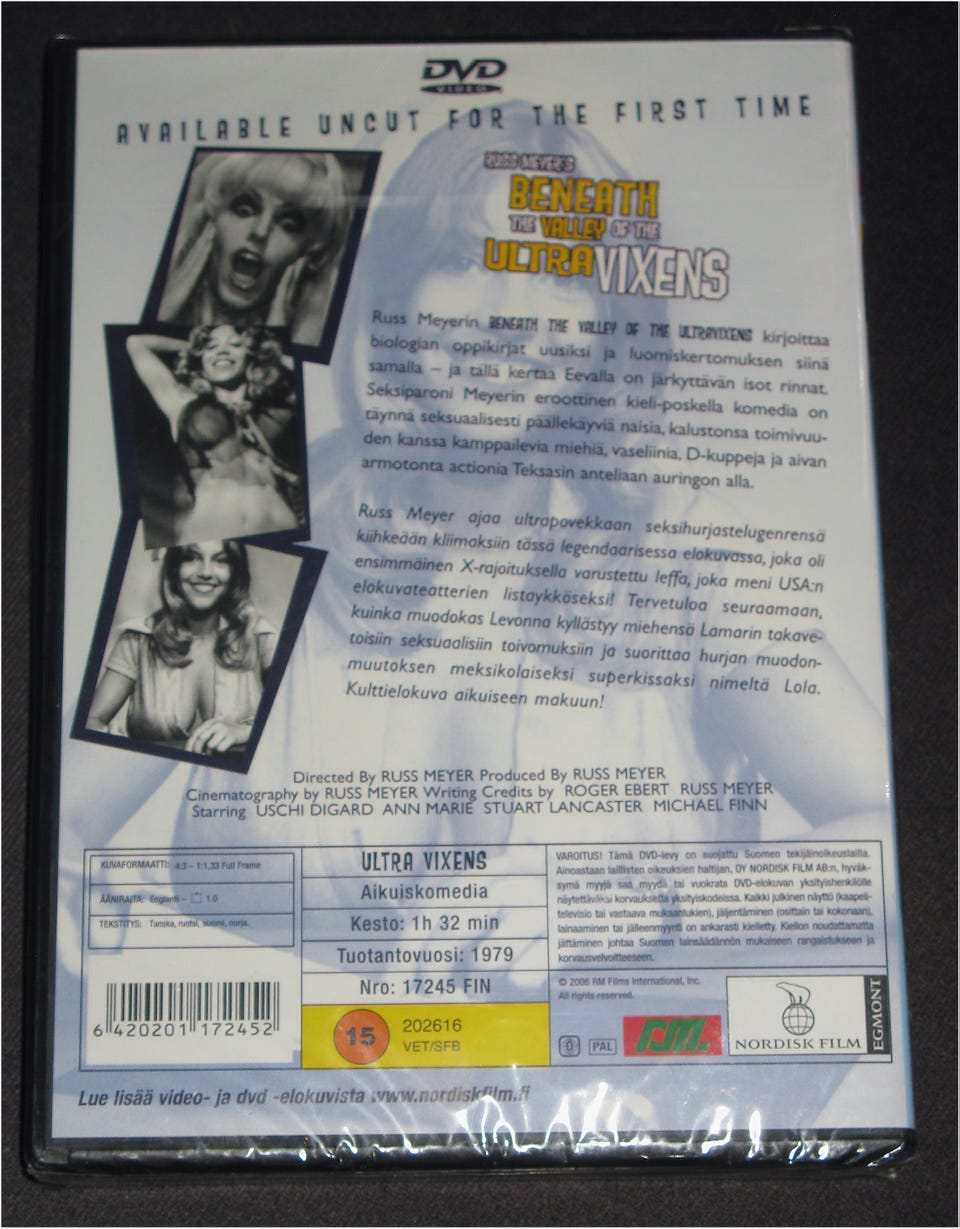 DVD
VIDEO
AVAILABLE UNCUT FOR THE FIRST TIME
RUSS MEYER'S
BENEATH
THE VALLEY OF THE
ULTRAVIXENS
Russ Meyerin BENEATH THE VALLEY OF THE ULTRAVIXENS kirjoittaa
biologian oppikirjat uusiksi ja luomiskertomuksen siinä
samalla – ja tällä kertaa Eevalla on järkyttävän isot rinnat.
Seksiparoni Meyerin eroottinen kieli-poskella komedia on
täynnä seksuaalisesti päällekäyviä naisia, kalustonsa toimivuu-
den kanssa kamppailevia miehiä, vaseliinia, D-kuppeja ja aivan
armotonta actionia Teksasin anteliaan auringon alla.
Russ Meyer ajaa ultrapovekkaan seksihurjastelugenrensä
kiihkeään kliimaksiin tässä legendaarisessa elokuvassa, joka oli
ensimmäinen X-rajoituksella varustettu leffa, joka meni USA:n
elokuvateatterien listaykköseksi! Tervetuloa seuraamaan,
kuinka muodokas Levonna kyllästyy miehensä Lamarin takave-
toisiin seksuaalisiin toivomuksiin ja suorittaa hurjan muodon-
muutoksen meksikolaiseksi superkissaksi nimeltä Lola.
Kulttielokuva aikuiseen makuun!
Directed By RUSS MEYER Produced By RUSS MEYER
Cinematography by RUSS MEYER Writing Credits by ROGER EBERT RUSS MEYER
Starring USCHI DIGARD ANN MARIE STUART LANCASTER MICHAEL FINN
KUVAFORMAATTI: 4:3 – 1:1,33 Full Frame
ÄÄNIRAITA: Englanti – 1.0
TEKSTITYS: Tanska, ruotsi, suomi, norja.
6 420201 172452
ULTRA VIXENS
Aikuiskomedia
Kesto: 1h 32 min
Tuotantovuosi: 1979
Nro: 17245 FIN
15
202616
VET/SFB
VAROITUS! Tämä DVD-levy on suojattu Suomen tekijäinoikeuslailla.
Ainoastaan laillisten oikeuksien haltijan, OY NORDISK FILM AB:n, hyväk-
symä myyjä saa myydä tai vuokrata DVD-elokuvan yksityishenkilölle
näytettäväksi korvauksetta yksityiskodeissa. Kaikki julkinen näyttö (kaapeli-
televisio tai vastaava mukaanlukien), jäljentäminen (osittain tai kokonaan),
lainaaminen tai jälleenmyynti on ankarasti kielletty. Kiellon noudattamatta
jättäminen johtaa Suomen lainsäädännön mukaiseen rangaistukseen ja
korvausvelvoitteeseen.
© 2006 RM Films International, Inc.
All rights reserved.
0
PAL
RM.
NORDISK FILM
EGMONT
Lue lisää video- ja dvd -elokuvista www.nordiskfilm.fi